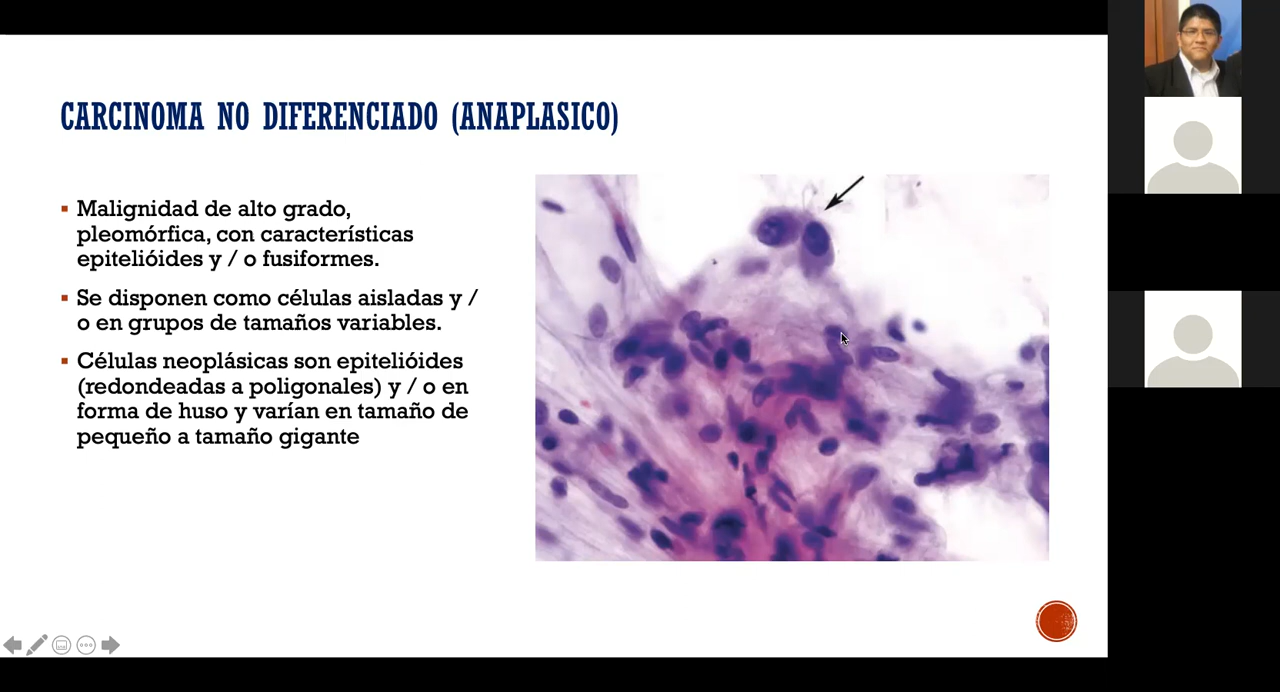 CARCINOMA NO DIFERENCIADO (ANAPLASICO)
▪ Malignidad de alto grado,
pleomórfica, con características
epitelióides y / o fusiformes.
▪ Se disponen como células aisladas y /
o en grupos de tamaños variables.
▪ Células neoplásicas son epitelióides
(redondeadas a poligonales) y / o en
forma de huso y varían en tamaño de
pequeño a tamaño gigante